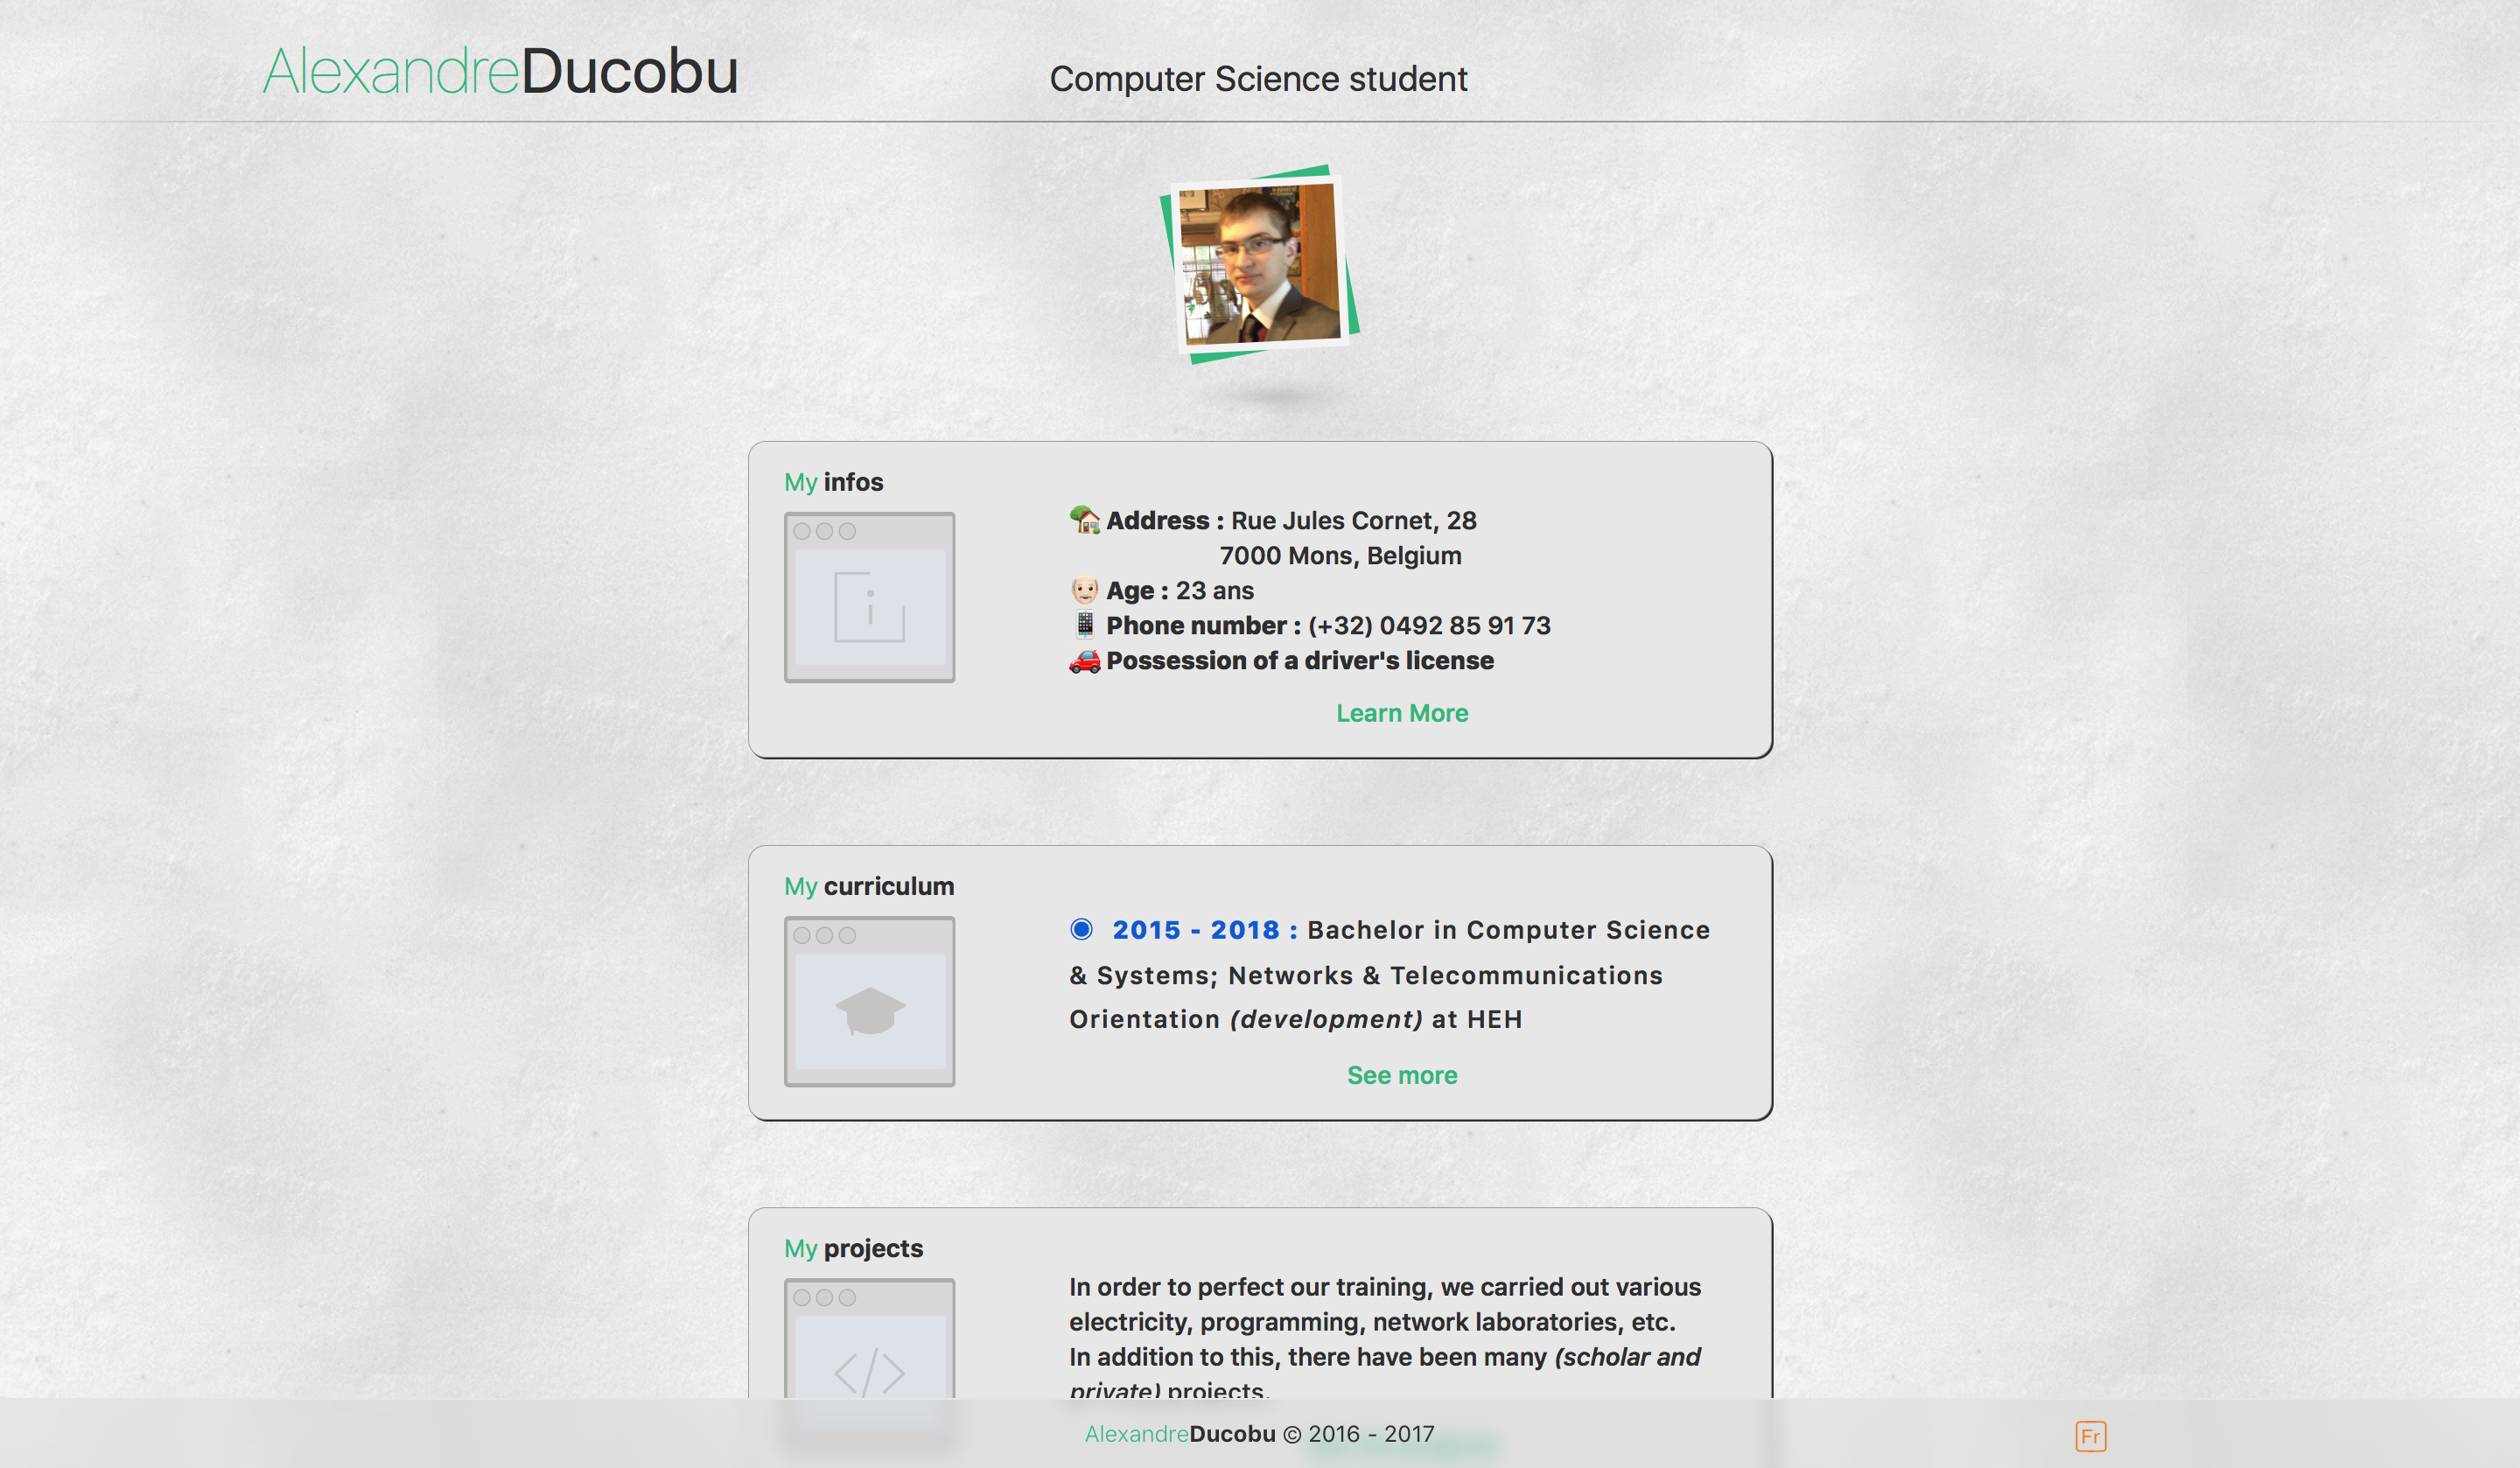 AlexandreDucobu
Computer Science student
My infos
Address : Rue Jules Cornet, 28
7000 Mons, Belgium
Age : 23 ans
Phone number : (+32) 0492 85 91 73
Possession of a driver's license
Learn More
My curriculum
2015 - 2018 : Bachelor in Computer Science
& Systems; Networks & Telecommunications
Orientation (development) at HEH
See more
My projects
In order to perfect our training, we carried out various
electricity, programming, network laboratories, etc.
In addition to this, there have been many (scholar and
private) projects.
AlexandreDucobu © 2016 - 2017
Fr